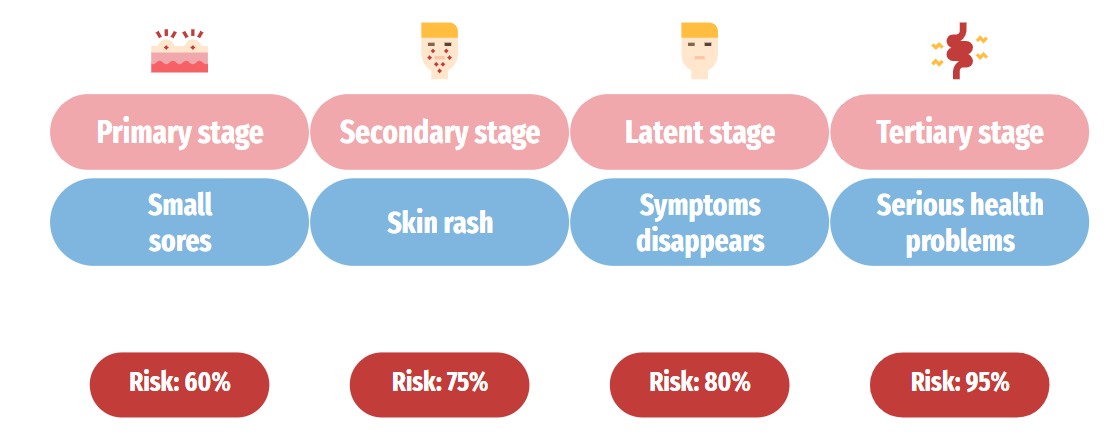 Primary stage
Secondary stage
Latent stage
Tertiary stage
Small
sores
Skin rash
Symptoms
disappears
Serious health
problems
Risk: 60%
Risk: 75%
Risk: 80%
Risk: 95%